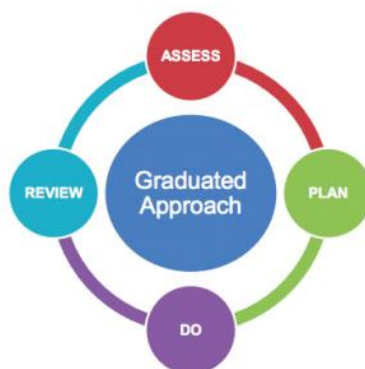 ASSESS
Graduated
Approach
REVIEW
PLAN
DO